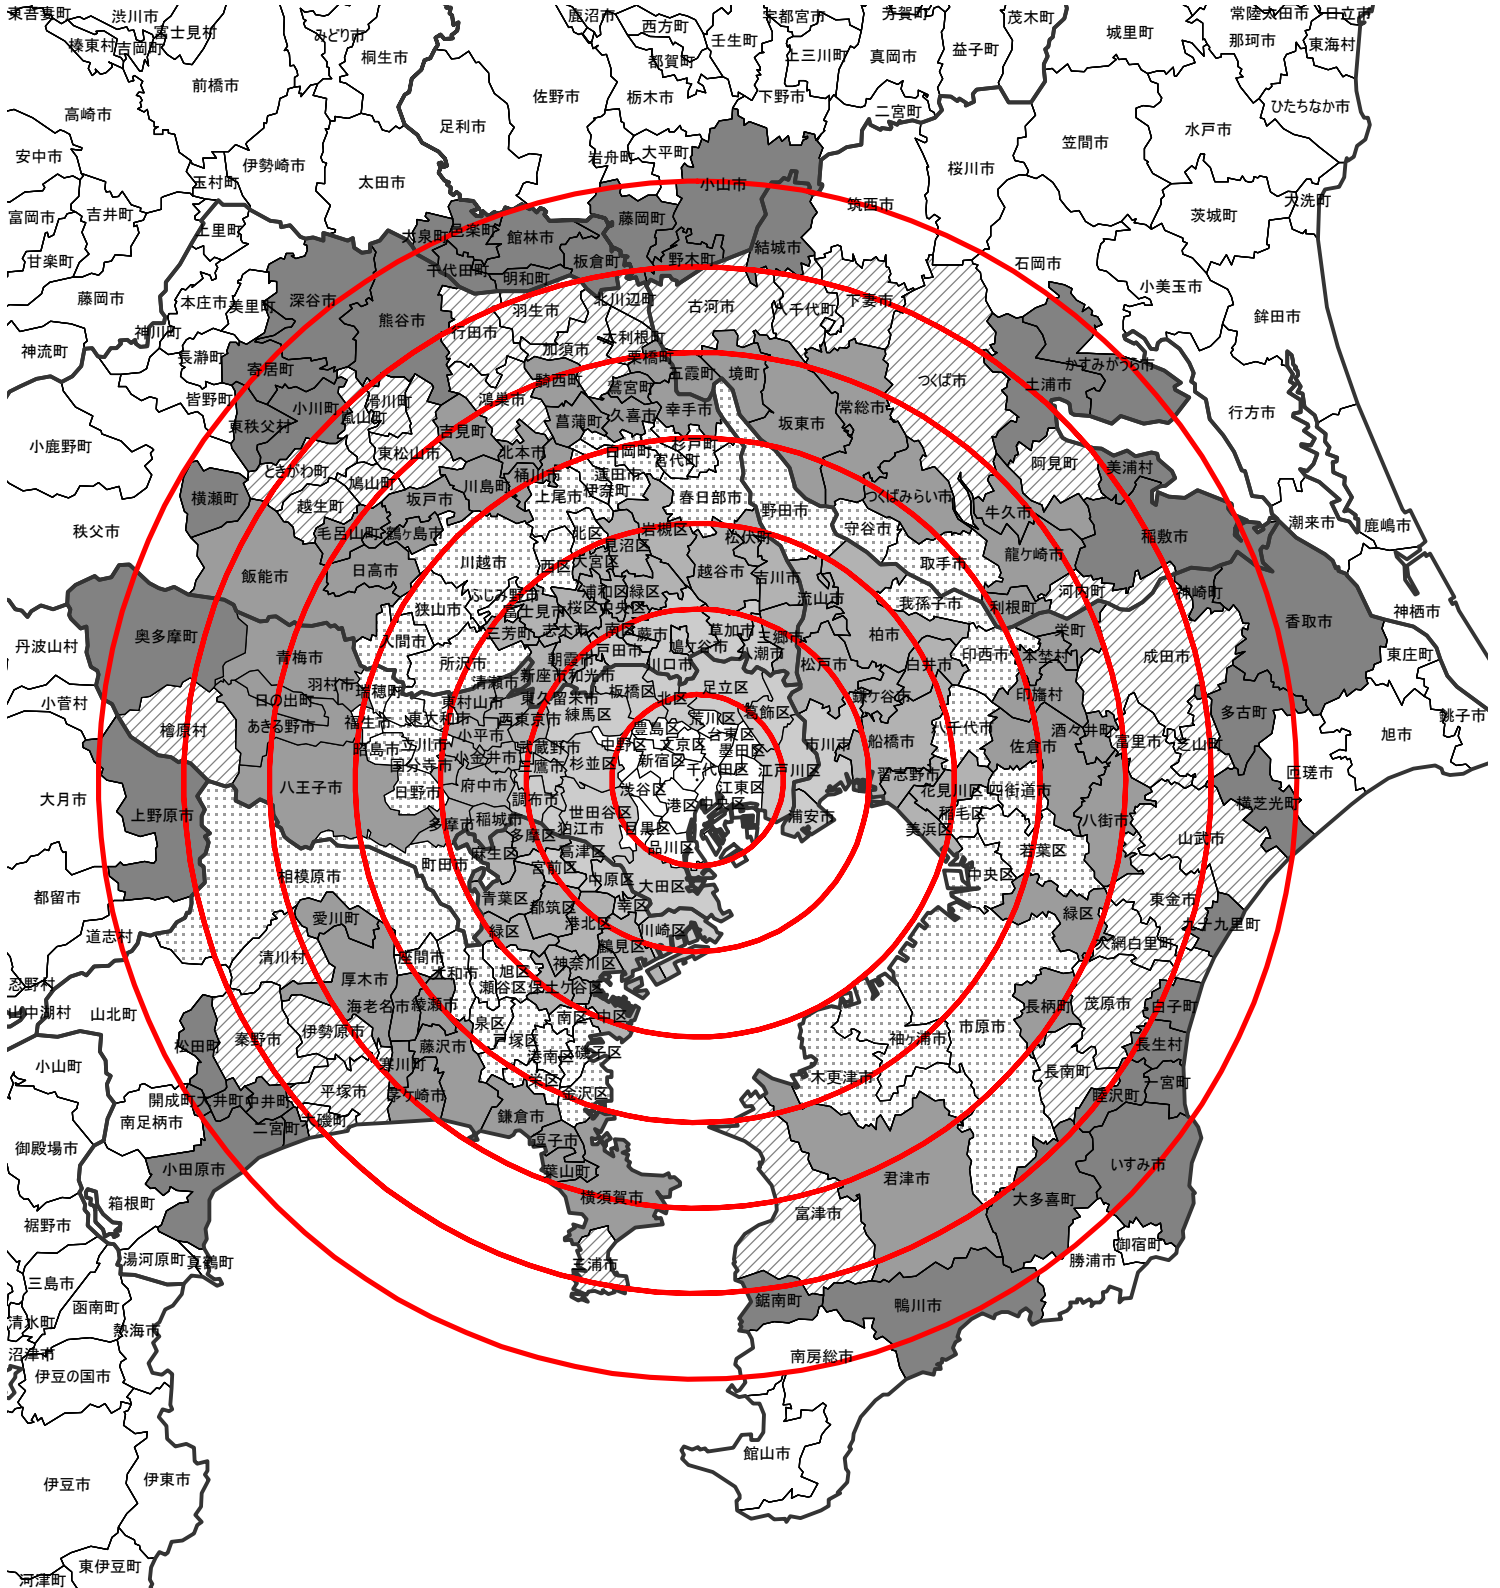 東吾妻町
渋川市
鹿沼市
宇都宮市
芳賀町
茂木町
常陸太田市
日立市
榛東村
吉岡町
富士見村
みどり市
桐生市
西方町
壬生町
上三川町
真岡市
益子町
城里町
那珂市
東海村
前橋市
都賀町
高崎市
佐野市
栃木市
下野市
二宮町
ひたちなか市
足利市
水戸市
笠間市
安中市
伊勢崎市
岩舟町
大平町
桜川市
玉村町
太田市
小山市
富岡市
吉井町
藤岡町
筑西市
茨城町
大洗町
上里町
大泉町
邑楽町
館林市
結城市
甘楽町
千代田町
明和町
板倉町
野木町
石岡市
小美玉市
藤岡市
本庄市
美里町
深谷市
熊谷市
羽生市
北川辺町
古河市
八千代町
下妻市
鉾田市
神川町
行田市
加須市
大利根町
神流町
長瀞町
寄居町
栗橋町
五霞町
境町
つくば市
土浦市
かすみがうら市
皆野町
小川町
嵐山町
滑川町
鴻巣市
騎西町
鷲宮町
菖蒲町
久喜市
幸手市
坂東市
常総市
行方市
小鹿野町
東秩父村
吉見町
東松山市
北本市
白岡町
杉戸町
宮代町
ときがわ町
鳩山町
桶川市
蓮田市
阿見町
美浦村
横瀬町
越生町
坂戸市
川島町
上尾市
伊奈町
春日部市
野田市
つくばみらい市
牛久市
潮来市
鹿嶋市
秩父市
毛呂山町
鶴ヶ島市
北区
岩槻区
松伏町
守谷市
龍ケ崎市
稲敷市
飯能市
日高市
川越市
西区
見沼区
大宮区
越谷市
吉川市
取手市
河内町
神崎町
狭山市
ふじみ野市
富士見市
浦和区
緑区
桜区
中央区
流山市
我孫子市
利根町
香取市
神栖市
丹波山村
奥多摩町
入間市
三芳町
志木市
南区
蕨市
草加市
三郷市
柏市
栄町
東庄町
青梅市
所沢市
朝霞市
戸田市
鳩ヶ谷市
八潮市
松戸市
白井市
印西市
本埜村
成田市
小菅村
日の出町
羽村市
瑞穂町
清瀬市
新座市
和光市
川口市
板橋区
北区
足立区
鎌ケ谷市
印旛村
多古町
銚子市
檜原村
あきる野市
福生市
東大和市
東村山市
東久留米市
西東京市
練馬区
豊島区
荒川区
葛飾区
八千代市
酒々井町
富里市
芝山町
旭市
昭島市
立川市
小平市
国分寺市
小金井市
武蔵野市
三鷹市
杉並区
中野区
新宿区
文京区
台東区
墨田区
市川市
船橋市
佐倉市
匝瑳市
大月市
上野原市
八王子市
日野市
府中市
調布市
渋谷区
千代田区
江東区
江戸川区
習志野市
花見川区
四街道市
横芝光町
多摩市
稲城市
世田谷区
狛江市
目黒区
港区
中央区
浦安市
美浜区
稲毛区
八街市
山武市
町田市
麻生区
多摩区
高津区
品川区
若葉区
相模原市
宮前区
中原区
大田区
中央区
都留市
愛川町
青葉区
都筑区
幸区
緑区
東金市
道志村
清川村
座間市
緑区
港北区
鶴見区
川崎区
大網白里町
九十九里町
忍野村
厚木市
大和市
旭区
瀬谷区
保土ケ谷区
神奈川区
山中湖村
山北町
海老名市
綾瀬市
泉区
南区
中区
長柄町
茂原市
白子町
松田町
秦野市
伊勢原市
藤沢市
戸塚区
港南区
磯子区
市原市
袖ケ浦市
長生村
小山町
寒川町
栄区
金沢区
木更津市
長南町
一宮町
開成町
大井町
中井町
平塚市
茅ケ崎市
睦沢町
南足柄市
二宮町
大磯町
鎌倉市
御殿場市
小田原市
逗子市
葉山町
君津市
いすみ市
箱根町
横須賀市
大多喜町
裾野市
富津市
御宿町
湯河原町
真鶴町
三浦市
勝浦市
三島市
函南町
鋸南町
鴨川市
清水町
熱海市
沼津市
伊豆の国市
南房総市
館山市
伊豆市
伊東市
東伊豆町
河津町